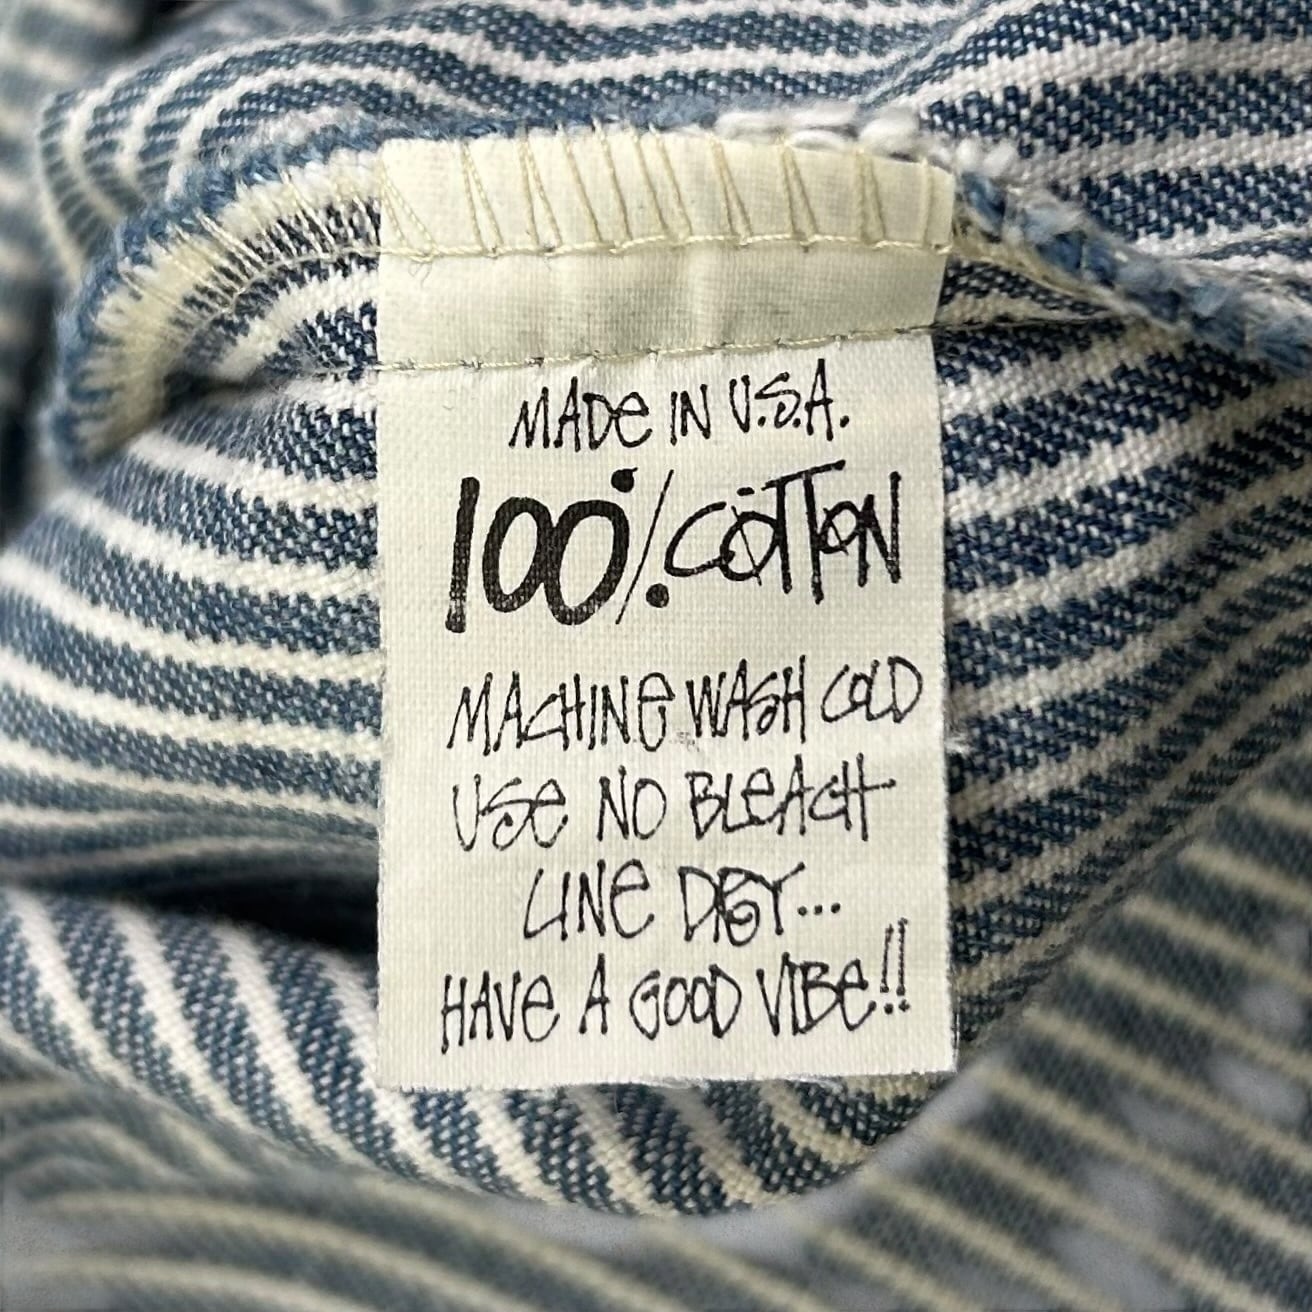 MADe IN U.S.A.
100% COTTON
MACHINe WASH COLD
USe NO BLeACH
LINe DRY...
HAVe A GOOD VIBe!!